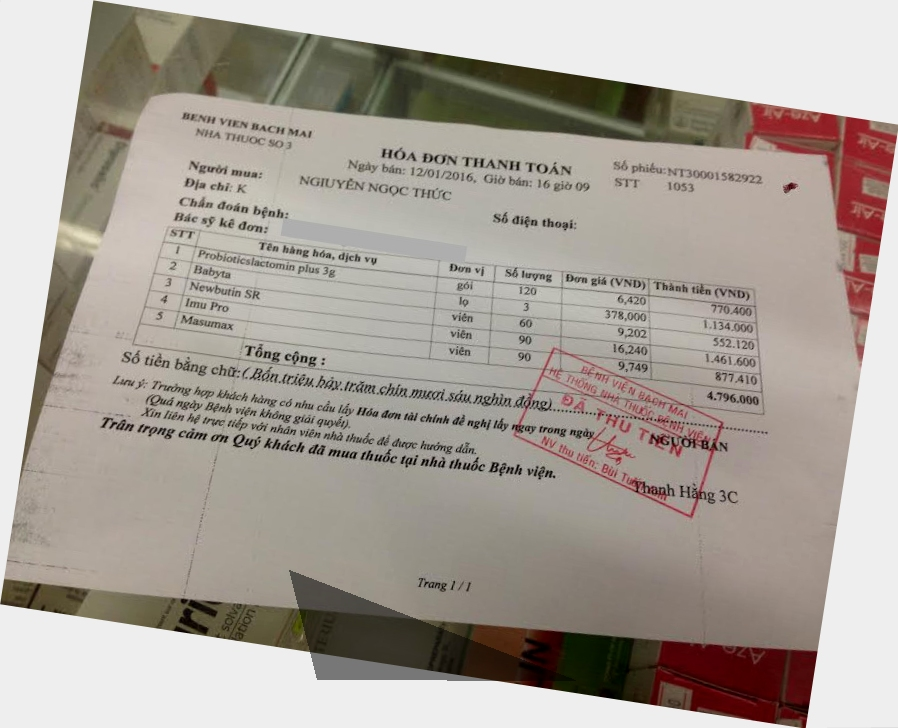 BENH VIEN BACH MAI
NHA THUOC SO 3
HÓA ĐƠN THANH TOÁN
Ngày bán: 12/01/2016, Giờ bán: 16 giờ 09
Số phiếu: NT30001582922
STT 1053
Người mua: NGIUYỄN NGỌC THỨC
Địa chỉ: K
Chẩn đoán bệnh:
Số điện thoại:
Bác sỹ kê đơn:
STT Tên hàng hóa, dịch vụ Đơn vị Số lượng Đơn giá (VND) Thành tiền (VND)
1 Probioticslactomin plus 3g gói 120 6,420 770.400
2 Babyta lọ 3 378,000 1.134.000
3 Newbutin SR viên 60 9,202 552.120
4 Imu Pro viên 90 16,240 1.461.600
5 Masumax viên 90 9,749 877.410
Tổng cộng : 4.796.000
Số tiền bằng chữ: ( Bốn triệu bảy trăm chín mươi sáu nghìn đồng)
Lưu ý: Trường hợp khách hàng có nhu cầu lấy Hóa đơn tài chính đề nghị lấy ngay trong ngày
(Quá ngày Bệnh viện không giải quyết).
Xin liên hệ trực tiếp với nhân viên nhà thuốc để được hướng dẫn.
Trân trọng cảm ơn Quý khách đã mua thuốc tại nhà thuốc Bệnh viện.
BỆNH VIỆN BẠCH MAI
HỆ THỐNG NHÀ THUỐC BỆNH VIỆN
ĐÃ THU TIỀN
NV thu tiền: Bùi
NGƯỜI BÁN
Thanh Hằng 3C
Trang 1 / 1